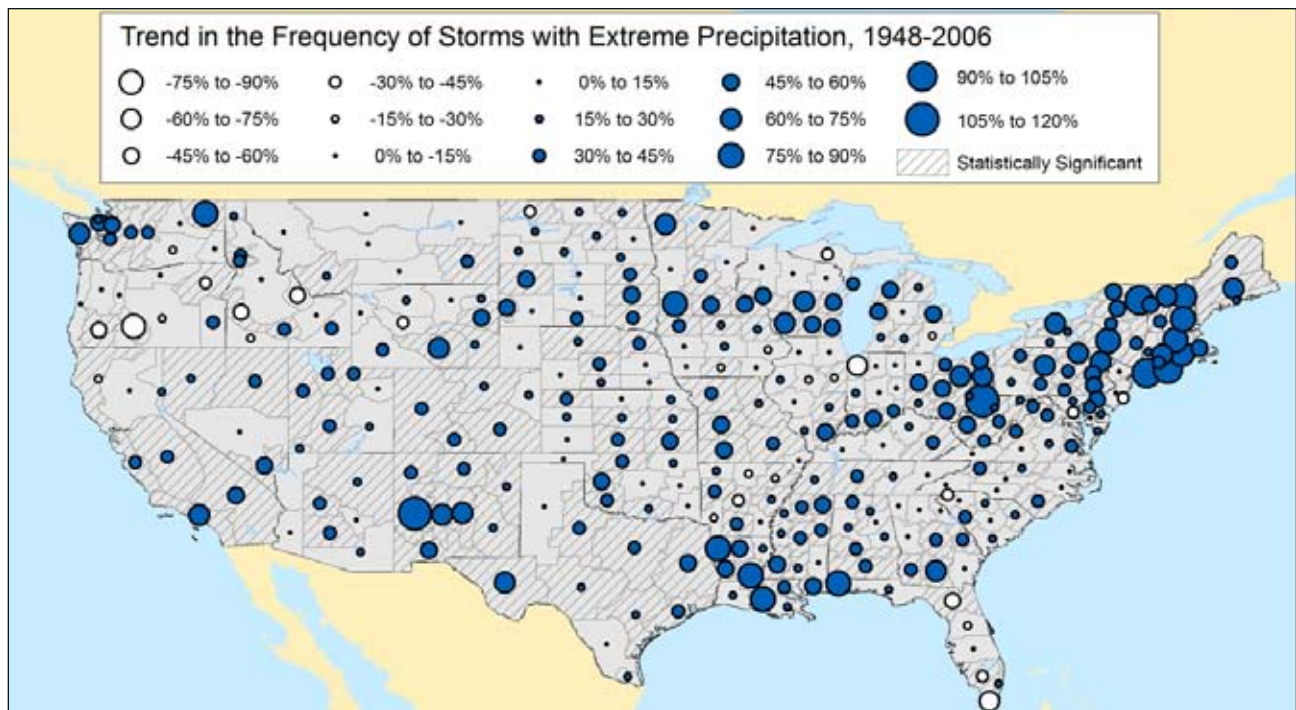 Trend in the Frequency of Storms with Extreme Precipitation, 1948-2006
-75% to -90%
-60% to -75%
-45% to -60%
-30% to -45%
-15% to -30%
0% to -15%
0% to 15%
15% to 30%
30% to 45%
45% to 60%
60% to 75%
75% to 90%
90% to 105%
105% to 120%
Statistically Significant